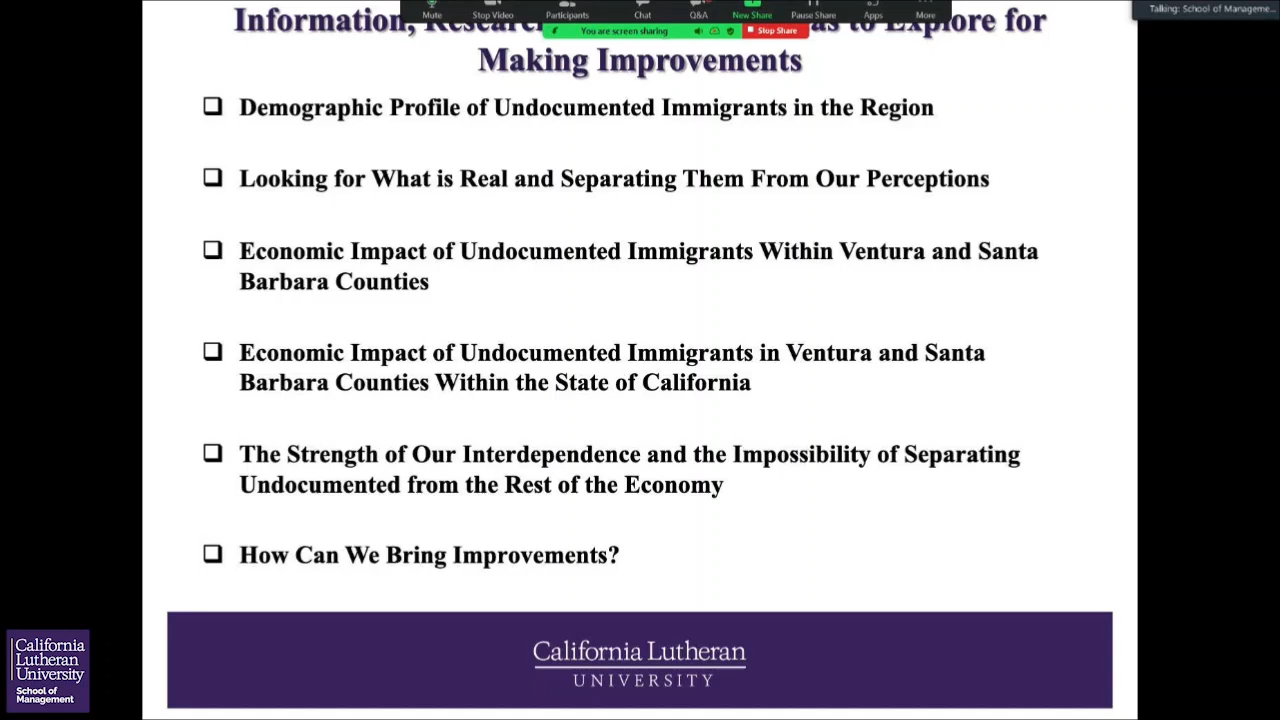 Mute Stop Video Participants Chat Q&A New Share Pause Share Apps More
Talking: School of Manageme...
You are screen sharing Stop Share
Information, as to Explore for
Making Improvements
Demographic Profile of Undocumented Immigrants in the Region
Looking for What is Real and Separating Them From Our Perceptions
Economic Impact of Undocumented Immigrants Within Ventura and Santa
Barbara Counties
Economic Impact of Undocumented Immigrants in Ventura and Santa
Barbara Counties Within the State of California
The Strength of Our Interdependence and the Impossibility of Separating
Undocumented from the Rest of the Economy
How Can We Bring Improvements?
California Lutheran
UNIVERSITY
California
Lutheran
University
School of
Management